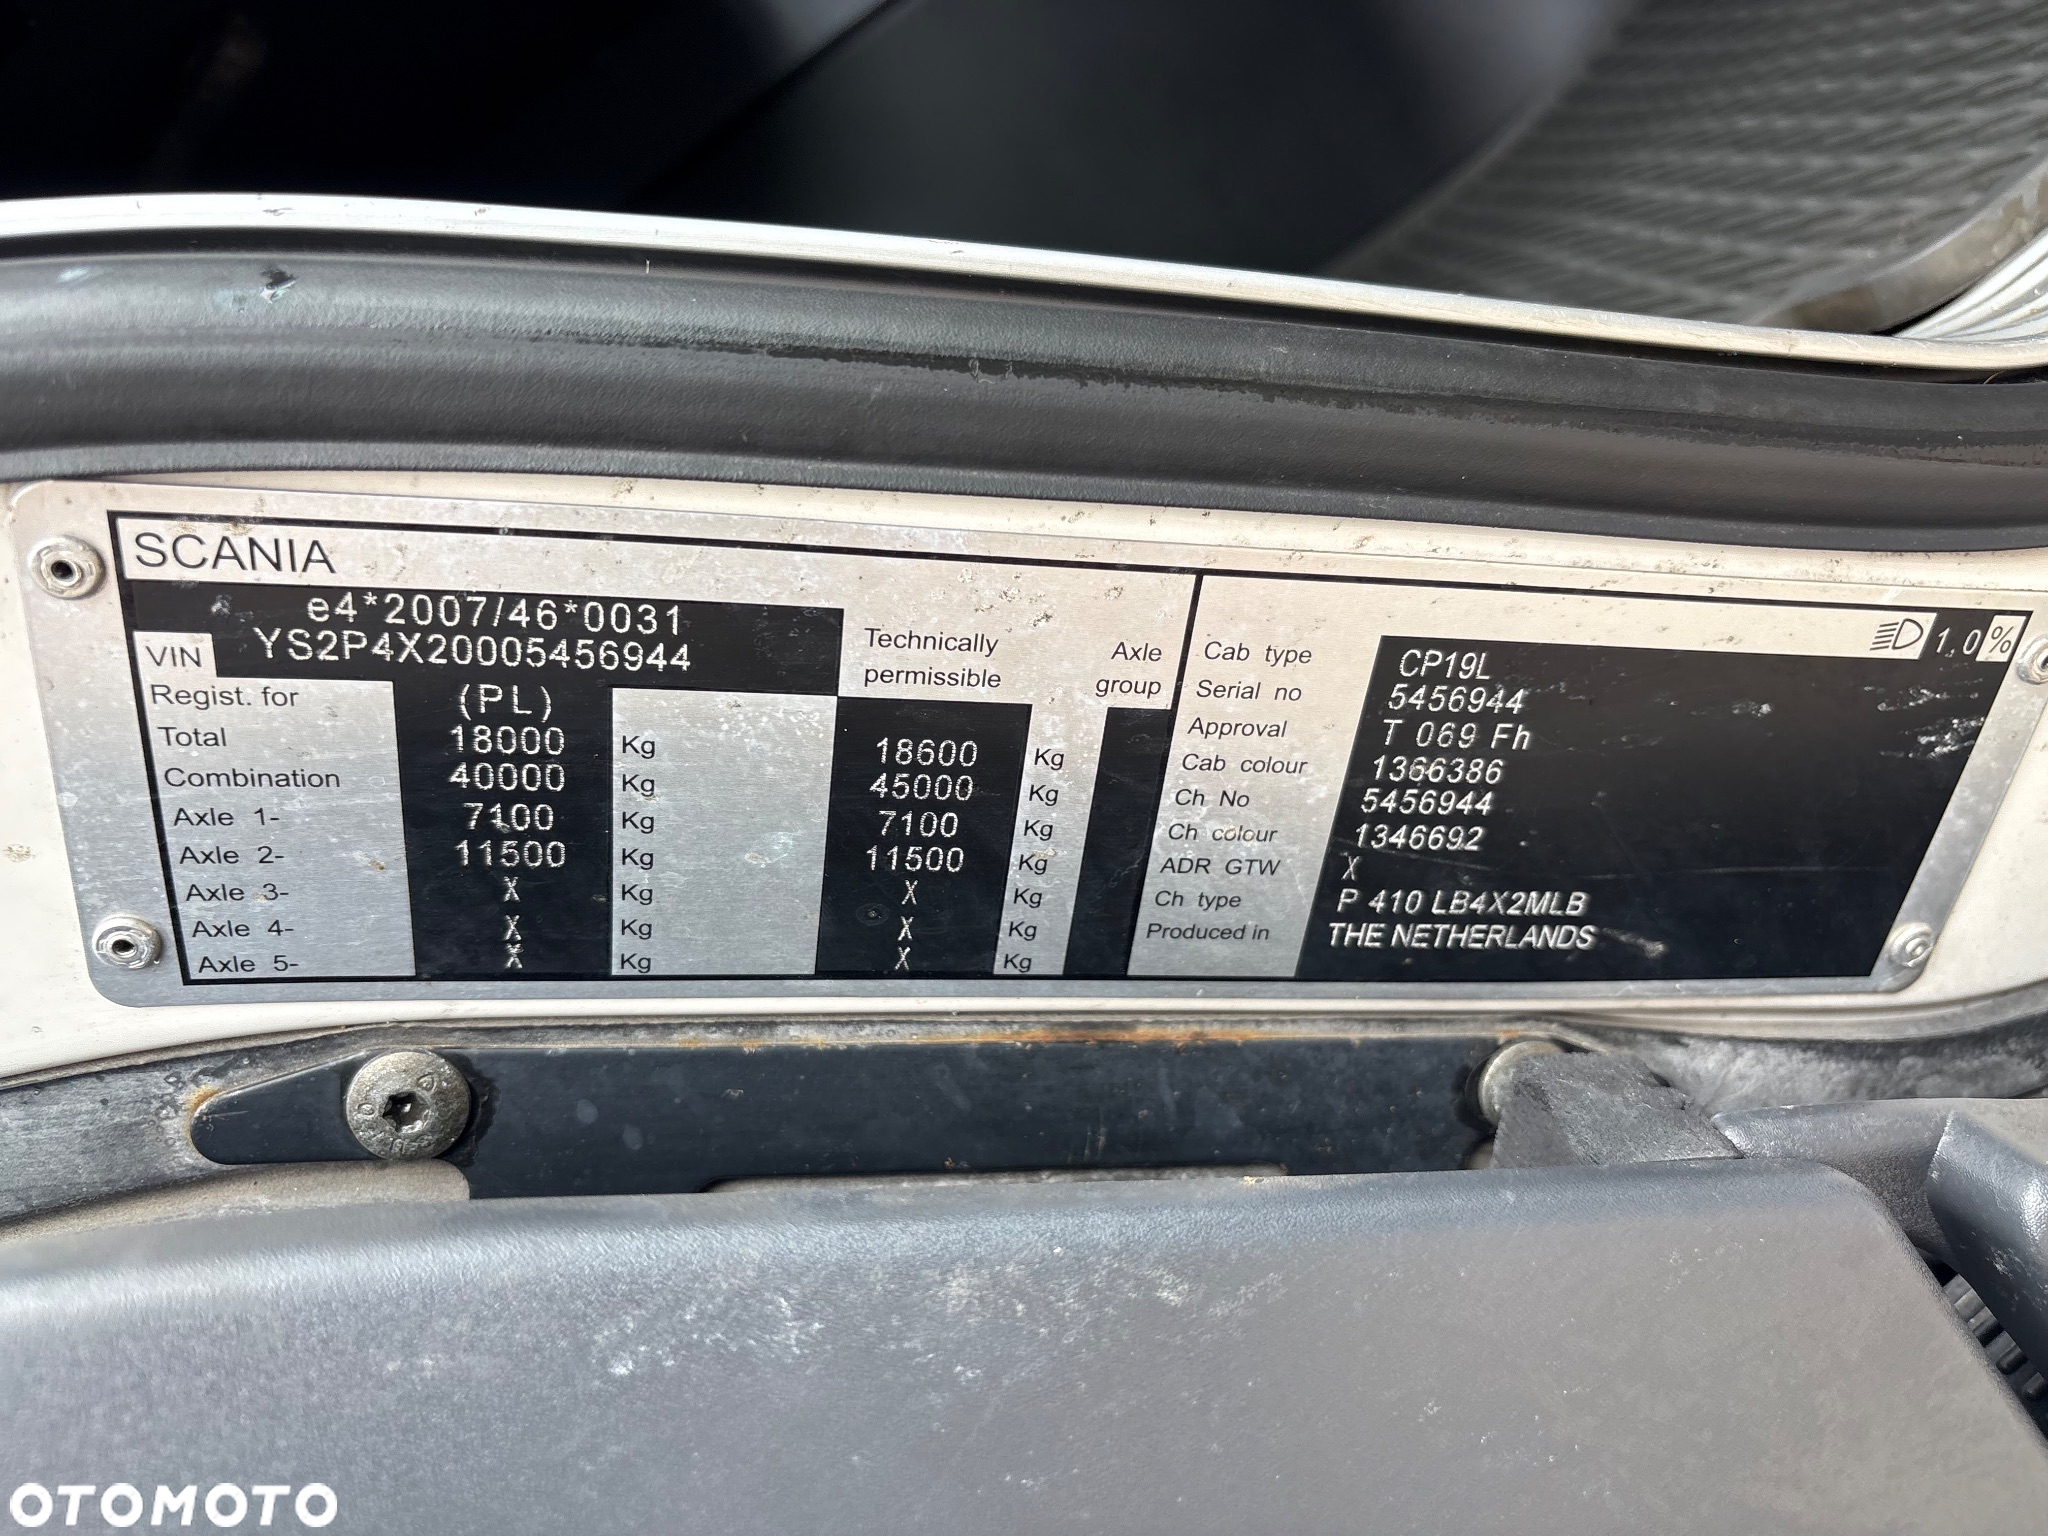 SCANIA
e4*2007/46*0031
VIN YS2P4X20005456944
Technically permissible
Axle group
Regist. for (PL)
Total 18000 Kg 18600 Kg
Combination 40000 Kg 45000 Kg
Axle 1- 7100 Kg 7100 Kg
Axle 2- 11500 Kg 11500 Kg
Axle 3- X Kg X Kg
Axle 4- X Kg X Kg
Axle 5- X Kg X Kg
1,0%
Cab type CP19L
Serial no 5456944
Approval T 069 Fh
Cab colour 1366386
Ch No 5456944
Ch colour 1346692
ADR GTW X
Ch type P 410 LB4X2MLB
Produced in THE NETHERLANDS
OTOMOTO